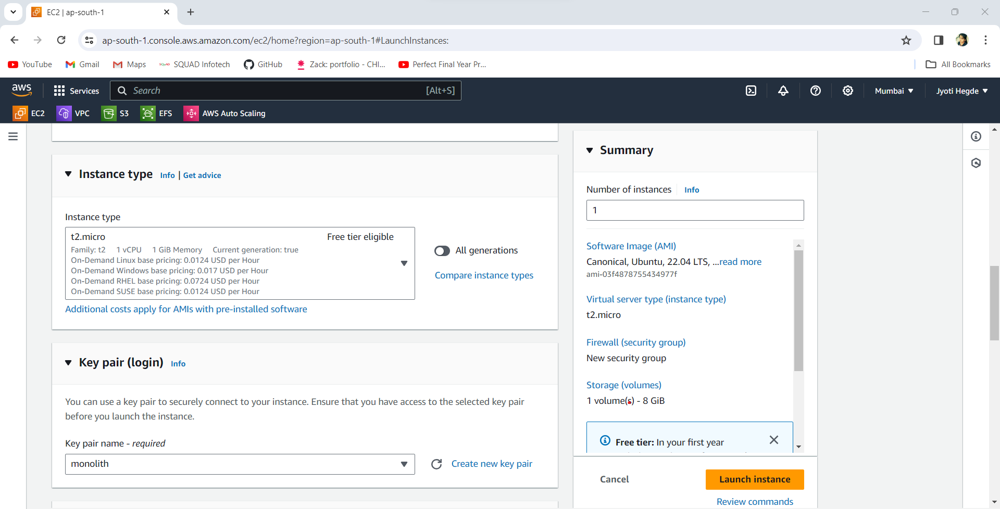 EC2 | ap-south-1
ap-south-1.console.aws.amazon.com/ec2/home?region=ap-south-1#LaunchInstances:
YouTube
Gmail
Maps
SQUAD Infotech
GitHub
Zack: portfolio - CHI...
Perfect Final Year Pr...
All Bookmarks
aws
Services
Search
[Alt+S]
Mumbai
Jyoti Hegde
EC2
VPC
S3
EFS
AWS Auto Scaling
Instance type
Info | Get advice
Instance type
t2.micro
Free tier eligible
Family: t2 1 vCPU 1 GiB Memory Current generation: true
On-Demand Linux base pricing: 0.0124 USD per Hour
On-Demand Windows base pricing: 0.017 USD per Hour
On-Demand RHEL base pricing: 0.0724 USD per Hour
On-Demand SUSE base pricing: 0.0124 USD per Hour
All generations
Compare instance types
Additional costs apply for AMIs with pre-installed software
Key pair (login)
Info
You can use a key pair to securely connect to your instance. Ensure that you have access to the selected key pair
before you launch the instance.
Key pair name - required
monolith
Create new key pair
Summary
Number of instances
Info
1
Software Image (AMI)
Canonical, Ubuntu, 22.04 LTS, ...read more
ami-03f4878755434977f
Virtual server type (instance type)
t2.micro
Firewall (security group)
New security group
Storage (volumes)
1 volume(s) - 8 GiB
Free tier: In your first year
Cancel
Launch instance
Review commands